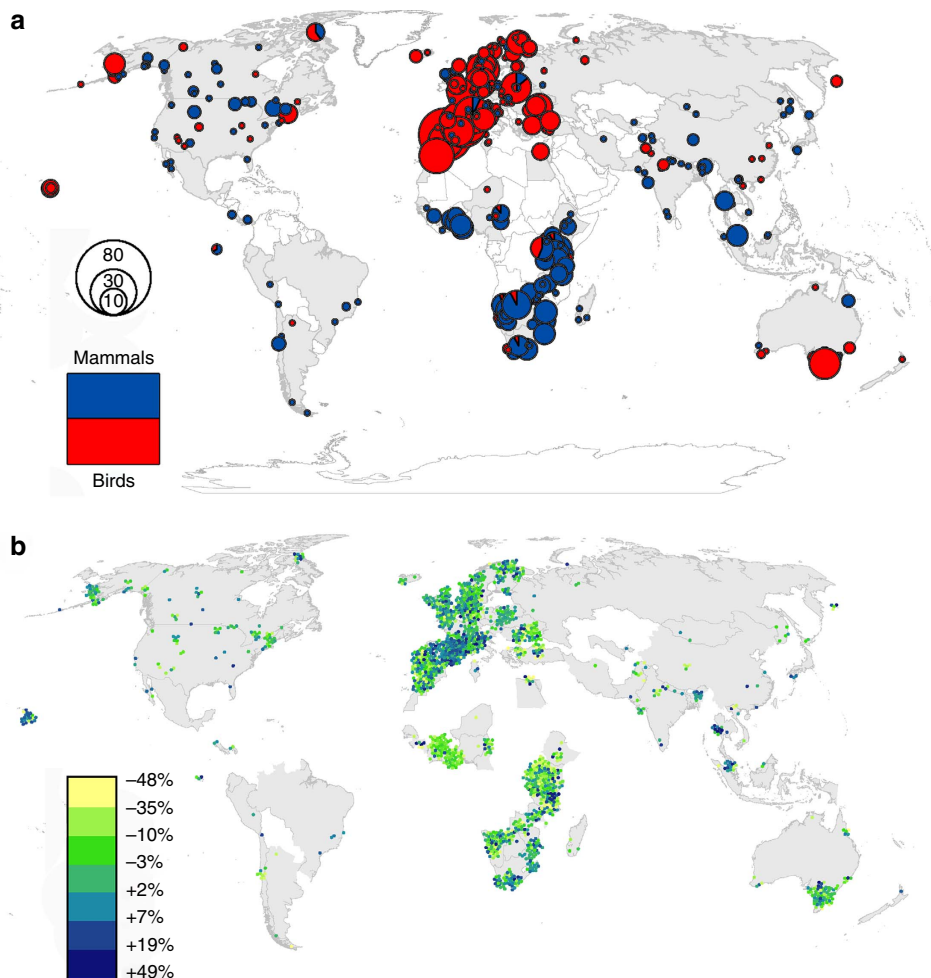 a
80
30
10
Mammals
Birds
b
–48%
–35%
–10%
–3%
+2%
+7%
+19%
+49%